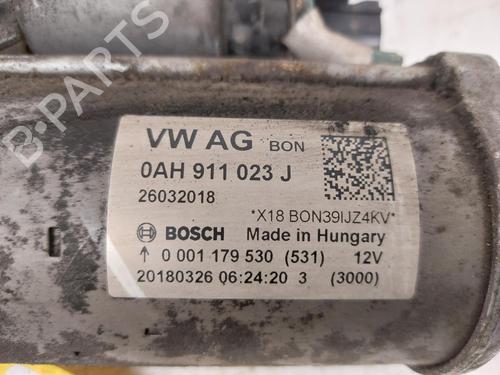 B-PARTS
VW AG BON
0AH 911 023 J
26032018
*X18 BON39IJZ4KV*
BOSCH Made in Hungary
↑ 0 001 179 530 (531) 12V
20180326 06:24:20 3 (3000)